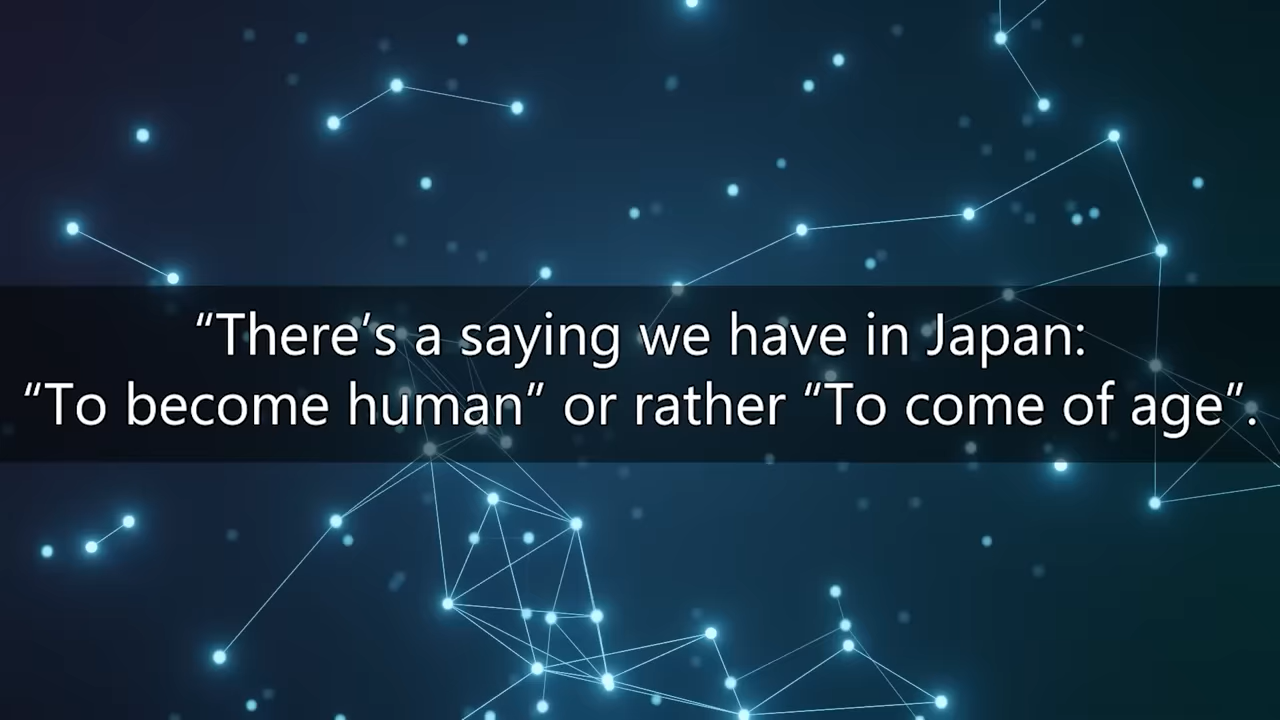 “There’s a saying we have in Japan:
“To become human” or rather “To come of age”.